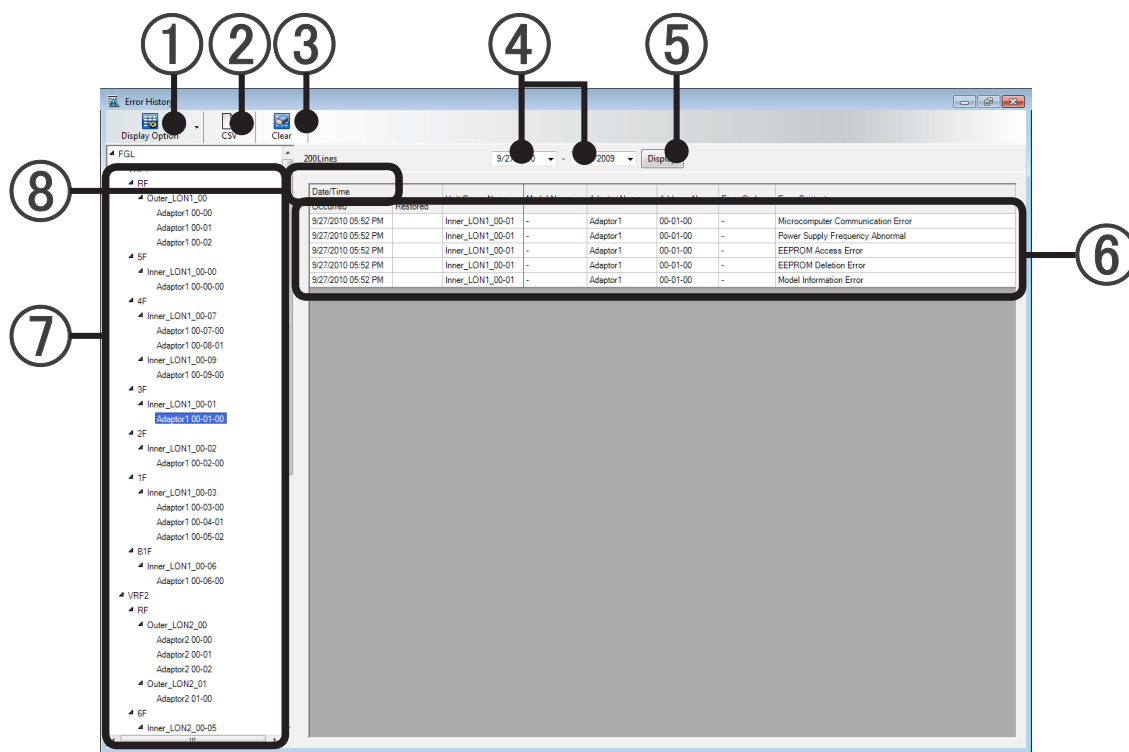 ① ② ③ ④ ⑤
Error History
Display Option CSV Clear
FGL
200Lines - 2009 Display
⑧
RF
Outer_LON1_00
Adaptor1 00-00
Adaptor1 00-01
Adaptor1 00-02
5F
Inner_LON1_00-00
Adaptor1 00-00-00
4F
Inner_LON1_00-07
Adaptor1 00-07-00
Adaptor1 00-08-01
Inner_LON1_00-09
Adaptor1 00-09-00
3F
Inner_LON1_00-01
Adaptor1 00-01-00
2F
Inner_LON1_00-02
Adaptor1 00-02-00
1F
Inner_LON1_00-03
Adaptor1 00-03-00
Adaptor1 00-04-01
Adaptor1 00-05-02
B1F
Inner_LON1_00-06
Adaptor1 00-06-00
VRF2
RF
Outer_LON2_00
Adaptor2 00-00
Adaptor2 00-01
Adaptor2 00-02
Outer_LON2_01
Adaptor2 01-00
6F
Inner_LON2_00-05
⑦
Date/Time
Occurred Restored
9/27/2010 05:52 PM Inner_LON1_00-01 - Adaptor1 00-01-00 - Microcomputer Communication Error
9/27/2010 05:52 PM Inner_LON1_00-01 - Adaptor1 00-01-00 - Power Supply Frequency Abnormal
9/27/2010 05:52 PM Inner_LON1_00-01 - Adaptor1 00-01-00 - EEPROM Access Error
9/27/2010 05:52 PM Inner_LON1_00-01 - Adaptor1 00-01-00 - EEPROM Deletion Error
9/27/2010 05:52 PM Inner_LON1_00-01 - Adaptor1 00-01-00 - Model Information Error
⑥